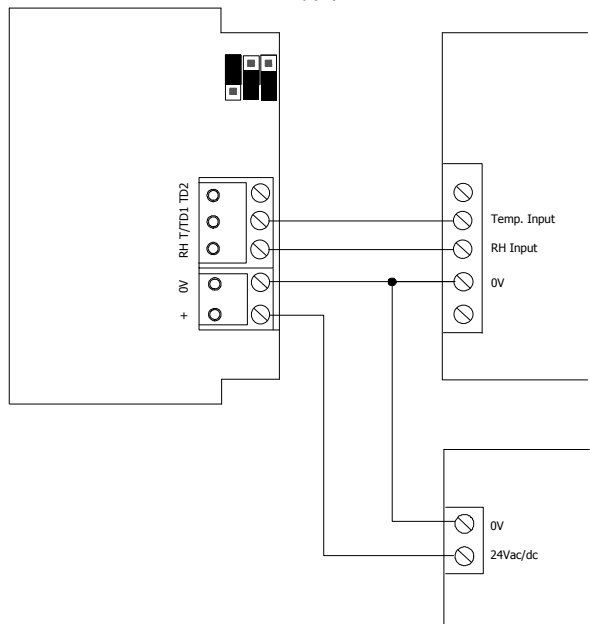 RH T/TD1 TD2
0V
+
Temp. Input
RH Input
0V
0V
24Vac/dc